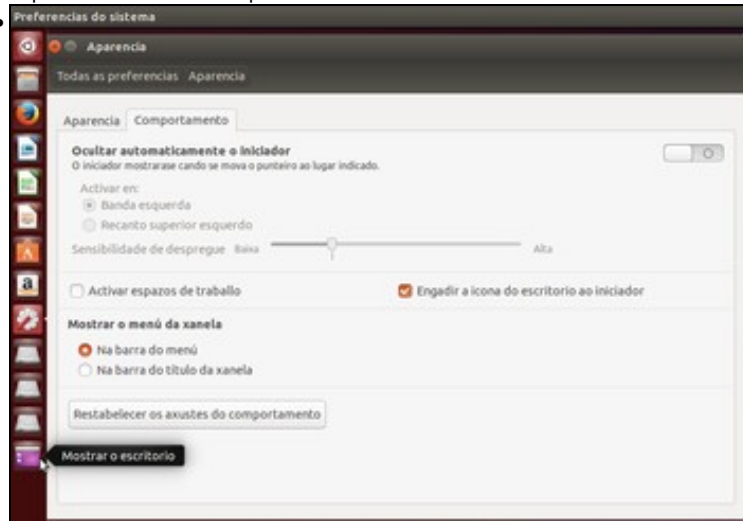 Preferencias do sistema
Aparencia
Todas as preferencias Aparencia
Aparencia Comportamento
Ocultar automaticamente o iniciador
O iniciador mostrarase cando se mova o punteiro ao lugar indicado.
Activar en:
Banda esquerda
Recanto superior esquerdo
Sensibilidade de despregue Baixa Alta
Activar espazos de traballo Engadir a icona do escritorio ao iniciador
Mostrar o menú da xanela
Na barra do menú
Na barra do título da xanela
Restabelecer os axustes do comportamento
Mostrar o escritorio